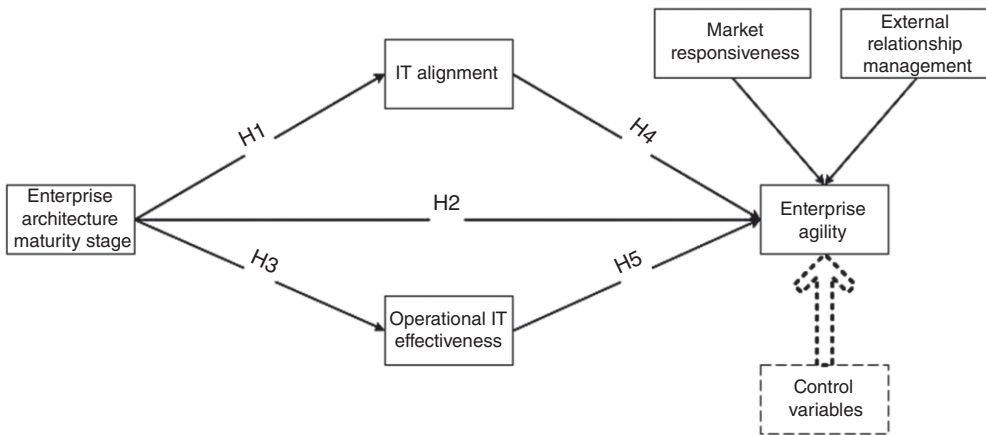 Market
responsiveness
External
relationship
management
IT alignment
H1
H4
Enterprise
architecture
maturity stage
H2
Enterprise
agility
H3
H5
Operational IT
effectiveness
Control
variables